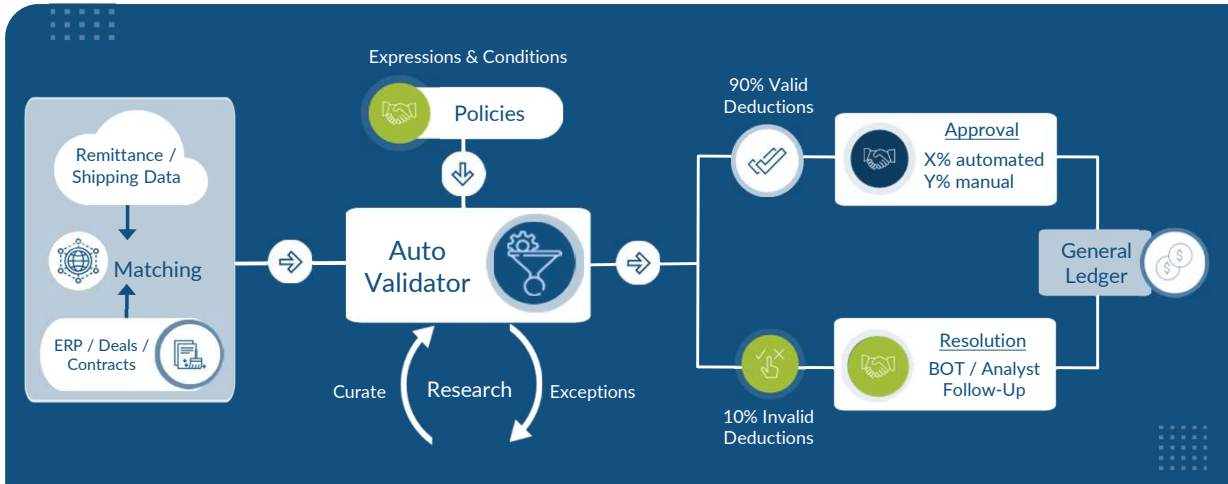 Remittance /
Shipping Data
Matching
ERP / Deals /
Contracts
Expressions & Conditions
Policies
Auto
Validator
Curate
Research
Exceptions
90% Valid
Deductions
Approval
X% automated
Y% manual
10% Invalid
Deductions
Resolution
BOT / Analyst
Follow-Up
General
Ledger
$
$